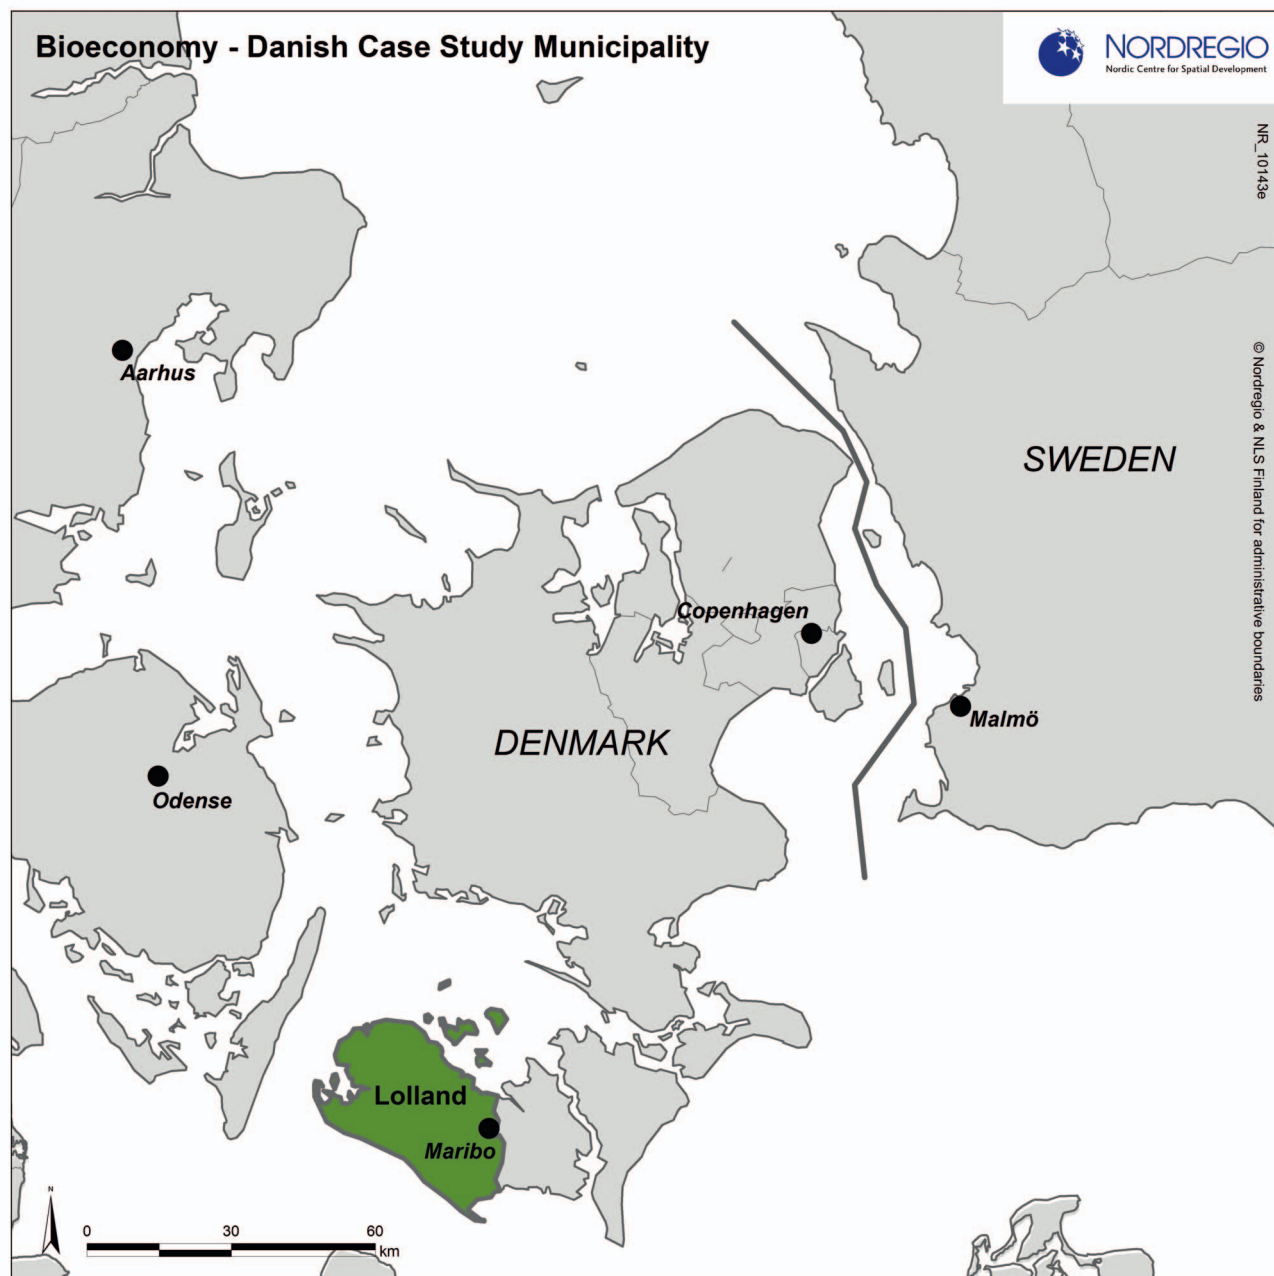 Bioeconomy - Danish Case Study Municipality
NORDREGIO
Nordic Centre for Spatial Development
NR_10143e
© Nordregio & NLS Finland for administrative boundaries
Aarhus
SWEDEN
Copenhagen
Malmö
DENMARK
Odense
Lolland
Maribo
N
0 30 60
km